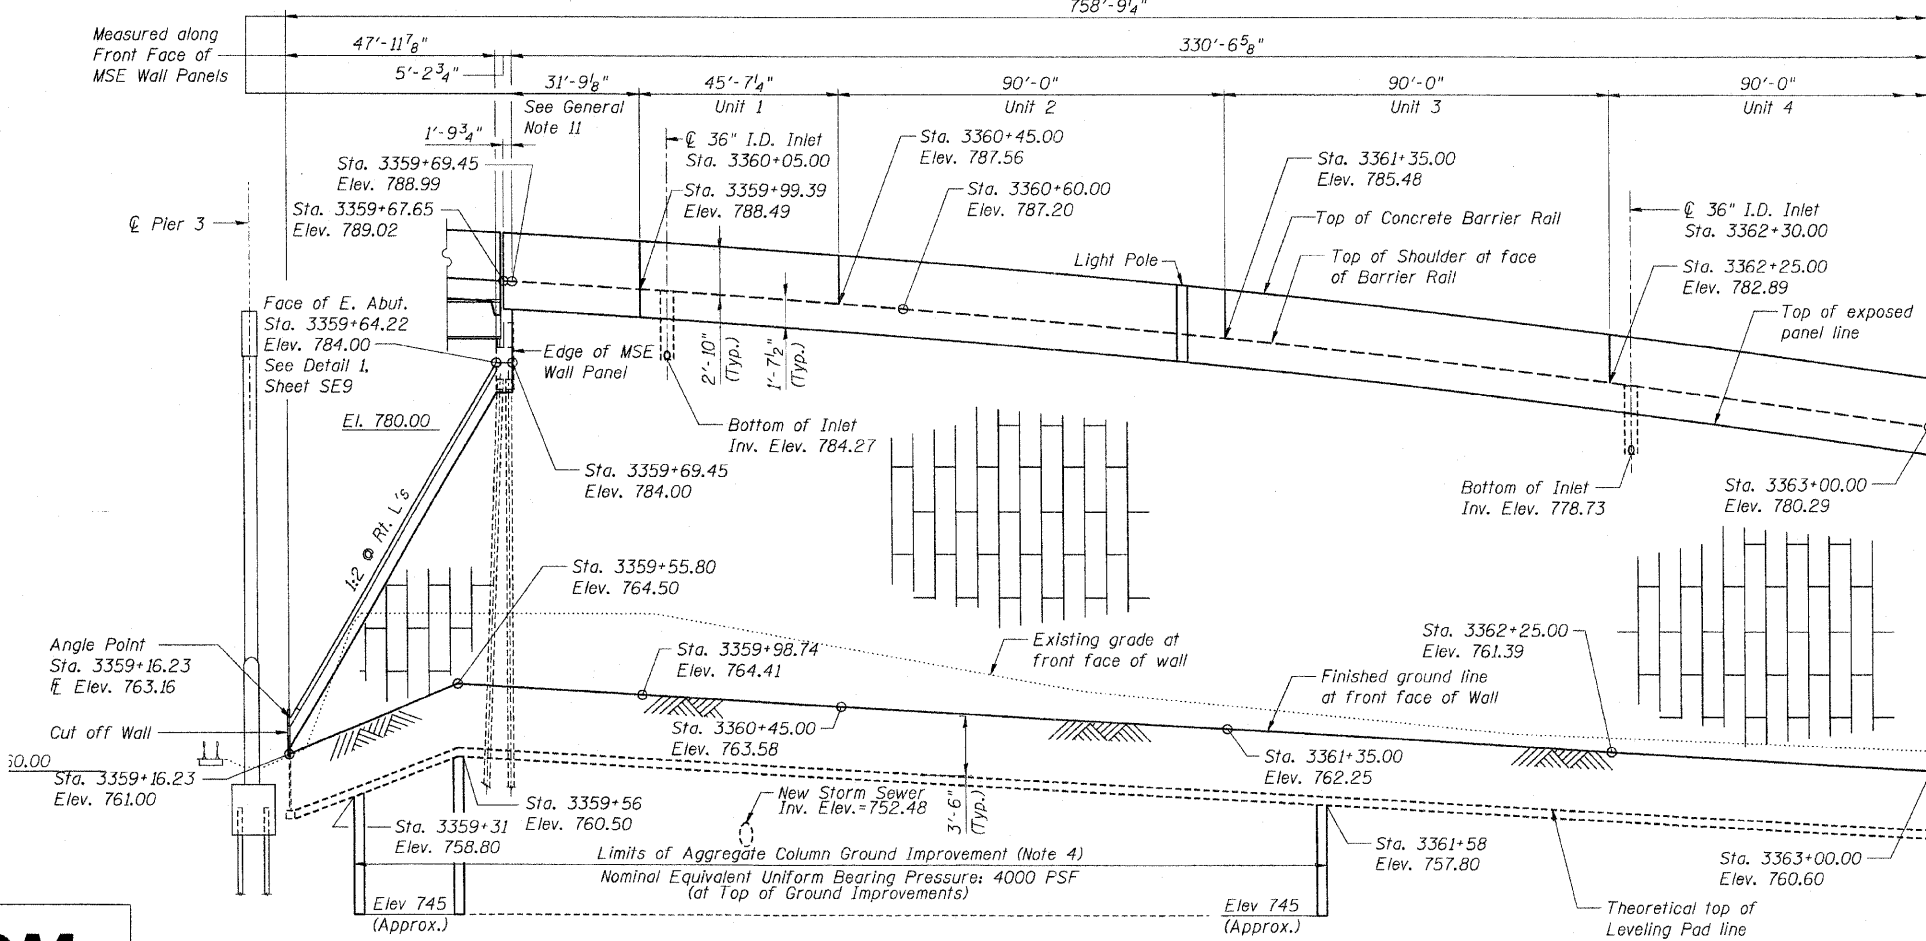 758'-9¼"
Measured along
Front Face of
MSE Wall Panels
47'-11⅞"
330'-6⅝"
5'-2¾"
31'-9⅛"
45'-7¼"
90'-0"
90'-0"
90'-0"
See General
Note 11
Unit 1
Unit 2
Unit 3
Unit 4
1'-9¾"
℄ 36" I.D. Inlet
Sta. 3360+05.00
Sta. 3360+45.00
Elev. 787.56
Sta. 3361+35.00
Elev. 785.48
Sta. 3359+69.45
Elev. 788.99
Sta. 3359+99.39
Elev. 788.49
Sta. 3360+60.00
Elev. 787.20
Sta. 3359+67.65
Elev. 789.02
℄ Pier 3
Top of Concrete Barrier Rail
℄ 36" I.D. Inlet
Sta. 3362+30.00
Light Pole
Top of Shoulder at face
of Barrier Rail
Sta. 3362+25.00
Elev. 782.89
Face of E. Abut.
Sta. 3359+64.22
Elev. 784.00
See Detail 1,
Sheet SE9
Top of exposed
panel line
Edge of MSE
Wall Panel
2'-10"
(Typ.)
1'-7½"
(Typ.)
El. 780.00
Bottom of Inlet
Inv. Elev. 784.27
Sta. 3359+69.45
Elev. 784.00
Bottom of Inlet
Inv. Elev. 778.73
Sta. 3363+00.00
Elev. 780.29
1:2 @ Rt. L's
Sta. 3359+55.80
Elev. 764.50
Angle Point
Sta. 3359+16.23
Elev. 763.16
Existing grade at
front face of wall
Sta. 3362+25.00
Elev. 761.39
Sta. 3359+98.74
Elev. 764.41
Finished ground line
at front face of Wall
Cut off Wall
Sta. 3360+45.00
Elev. 763.58
Sta. 3361+35.00
Elev. 762.25
60.00
Sta. 3359+16.23
Elev. 761.00
New Storm Sewer
Inv. Elev.=752.48
3'-6"
(Typ.)
Sta. 3359+56
Elev. 760.50
Sta. 3359+31
Elev. 758.80
Sta. 3361+58
Elev. 757.80
Limits of Aggregate Column Ground Improvement (Note 4)
Nominal Equivalent Uniform Bearing Pressure: 4000 PSF
(at Top of Ground Improvements)
Sta. 3363+00.00
Elev. 760.60
Elev 745
(Approx.)
Elev 745
(Approx.)
Theoretical top of
Leveling Pad line